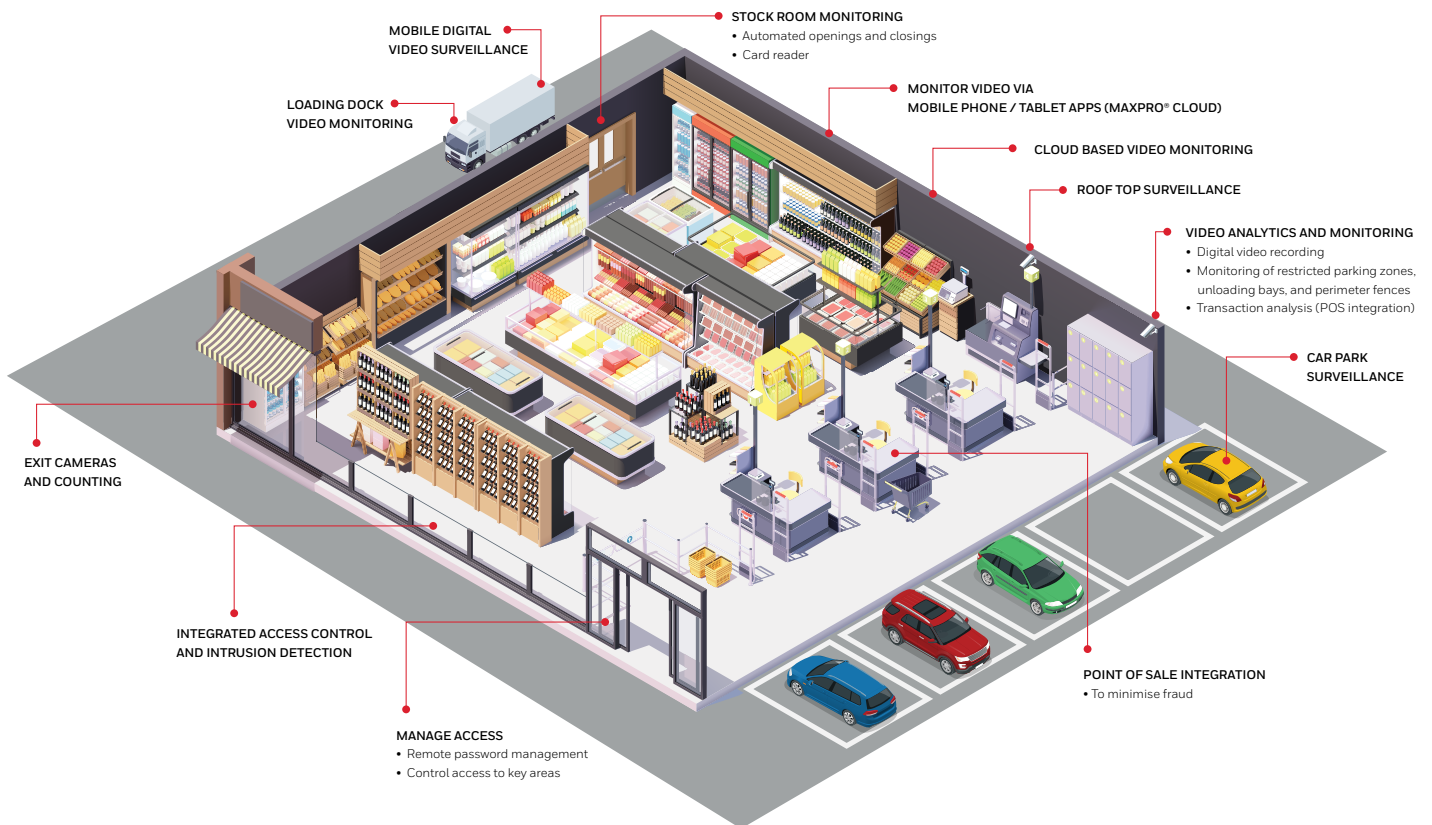 STOCK ROOM MONITORING
• Automated openings and closings
• Card reader
MOBILE DIGITAL
VIDEO SURVEILLANCE
LOADING DOCK
VIDEO MONITORING
MONITOR VIDEO VIA
MOBILE PHONE / TABLET APPS (MAXPRO® CLOUD)
CLOUD BASED VIDEO MONITORING
ROOF TOP SURVEILLANCE
VIDEO ANALYTICS AND MONITORING
• Digital video recording
• Monitoring of restricted parking zones,
unloading bays, and perimeter fences
• Transaction analysis (POS integration)
CAR PARK
SURVEILLANCE
EXIT CAMERAS
AND COUNTING
INTEGRATED ACCESS CONTROL
AND INTRUSION DETECTION
POINT OF SALE INTEGRATION
• To minimise fraud
MANAGE ACCESS
• Remote password management
• Control access to key areas